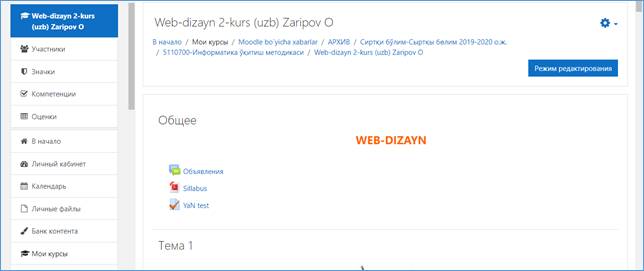 Web-dizayn 2-kurs
(uzb) Zaripov O
Участники
Значки
Компетенции
Оценки
В начало
Личный кабинет
Календарь
Личные файлы
Банк контента
Мои курсы
Web-dizayn 2-kurs (uzb) Zaripov O
В начало / Мои курсы / Moodle bo'yicha xabarlar / АРХИВ / Сиртқи бўлим-Сыртқы бөлим 2019-2020 о.ж.
/ 5110700-Информатика ўқитиш методикаси / Web-dizayn 2-kurs (uzb) Zaripov O
Режим редактирования
Общее
WEB-DIZAYN
Объявления
Sillabus
YaN test
Тема 1